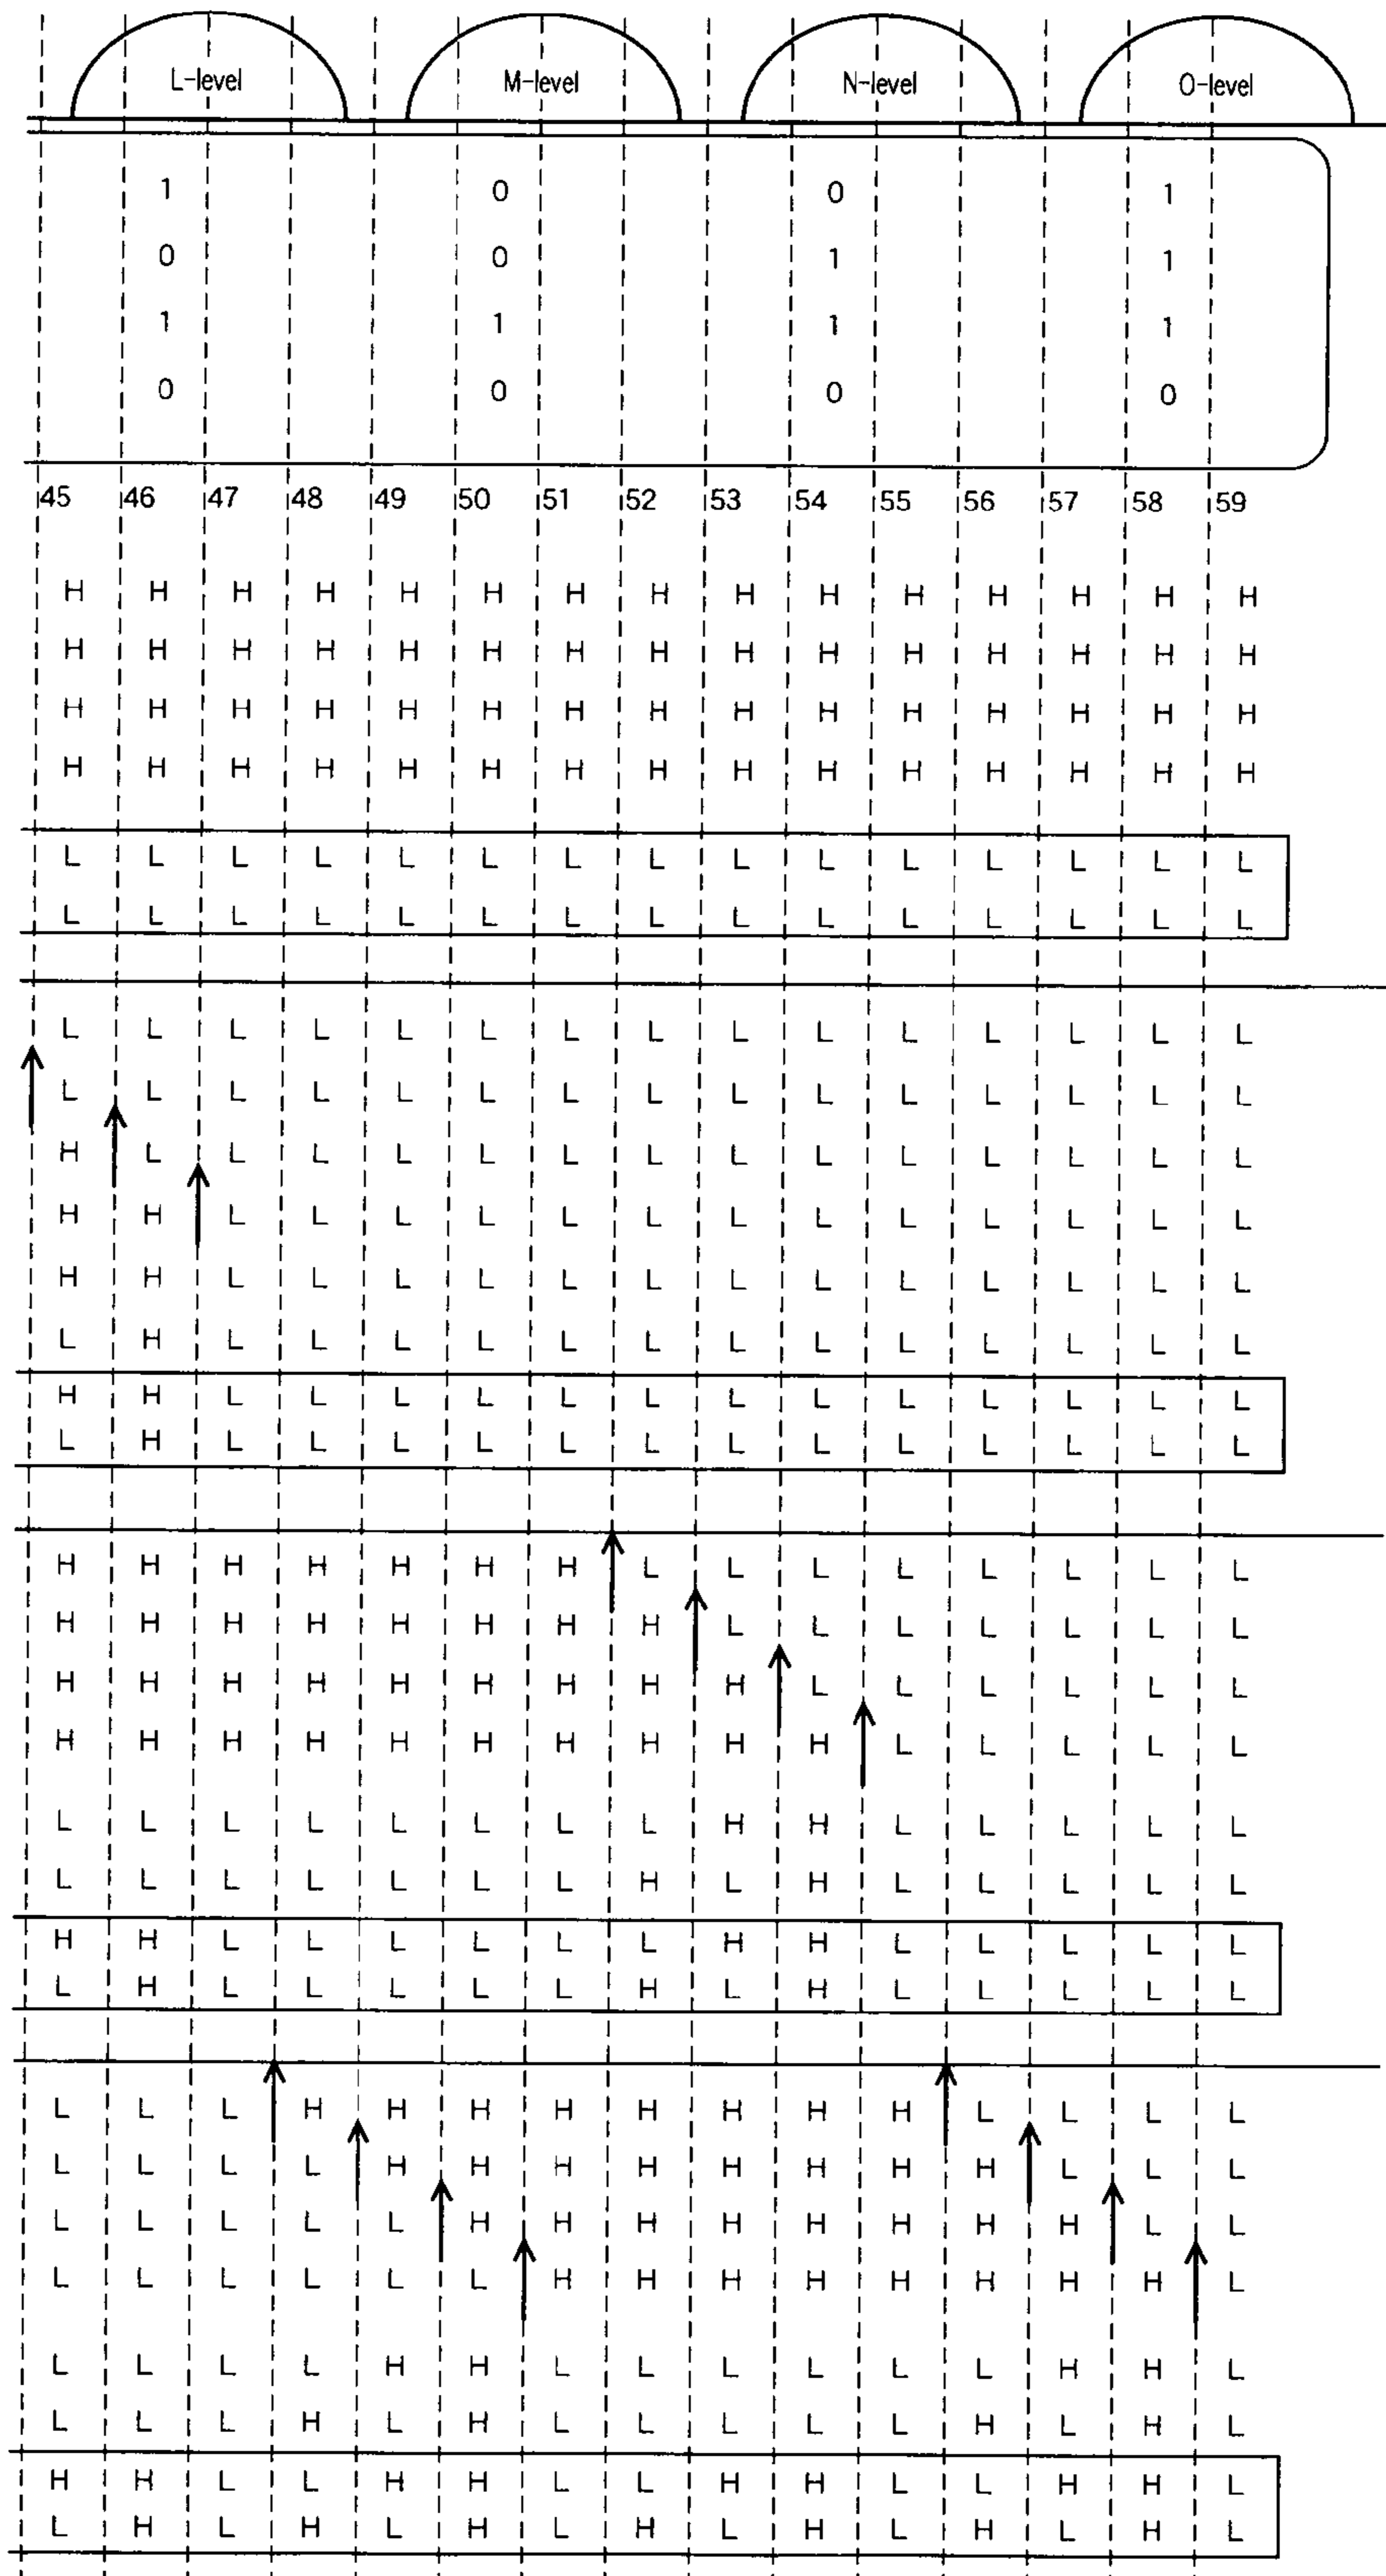 L-level M-level N-level O-level
1 0 0 1
0 0 1 1
1 1 1 1
0 0 0 0
45 46 47 48 49 50 51 52 53 54 55 56 57 58 59
H H H H H H H H H H H H H H H
H H H H H H H H H H H H H H H
H H H H H H H H H H H H H H H
H H H H H H H H H H H H H H H
L L L L L L L L L L L L L L L
L L L L L L L L L L L L L L L
L L L L L L L L L L L L L L L
L L L L L L L L L L L L L L L
H L L L L L L L L L L L L L L
H H L L L L L L L L L L L L L
H H L L L L L L L L L L L L L
L H L L L L L L L L L L L L L
H H L L L L L L L L L L L L L
L H L L L L L L L L L L L L L
H H H H H H H L L L L L L L L
H H H H H H H H L L L L L L L
H H H H H H H H H L L L L L L
H H H H H H H H H H L L L L L
L L L L L L L L H H L L L L L
L L L L L L L H L H L L L L L
H H L L L L L L H H L L L L L
L H L L L L L H L H L L L L L
L L L H H H H H H H H L L L L
L L L L H H H H H H H H L L L
L L L L L H H H H H H H H L L
L L L L L L H H H H H H H H L
L L L L H H L L L L L L H H L
L L L H L H L L L L L H L H L
H H L L H H L L H H L L H H L
L H L H L H L H L H L H L H L